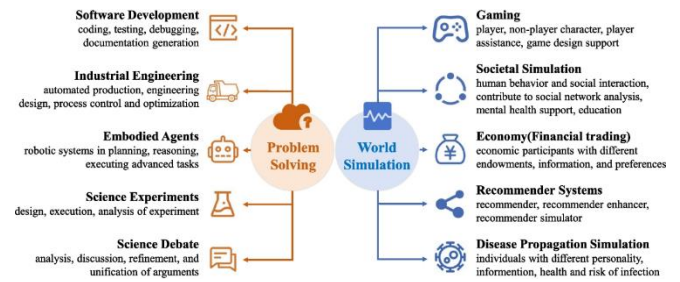 Software Development
coding, testing, debugging,
documentation generation
Industrial Engineering
automated production, engineering
design, process control and optimization
Embodied Agents
robotic systems in planning, reasoning,
executing advanced tasks
Science Experiments
design, execution, analysis of experiment
Science Debate
analysis, discussion, refinement, and
unification of arguments
?
Problem
Solving
World
Simulation
Gaming
player, non-player character, player
assistance, game design support
Societal Simulation
human behavior and social interaction,
contribute to social network analysis,
mental health support, education
¥
Economy(Financial trading)
economic participants with different
endowments, information, and preferences
Recommender Systems
recommender, recommender enhancer,
recommender simulator
Disease Propagation Simulation
individuals with different personality,
informention, health and risk of infection